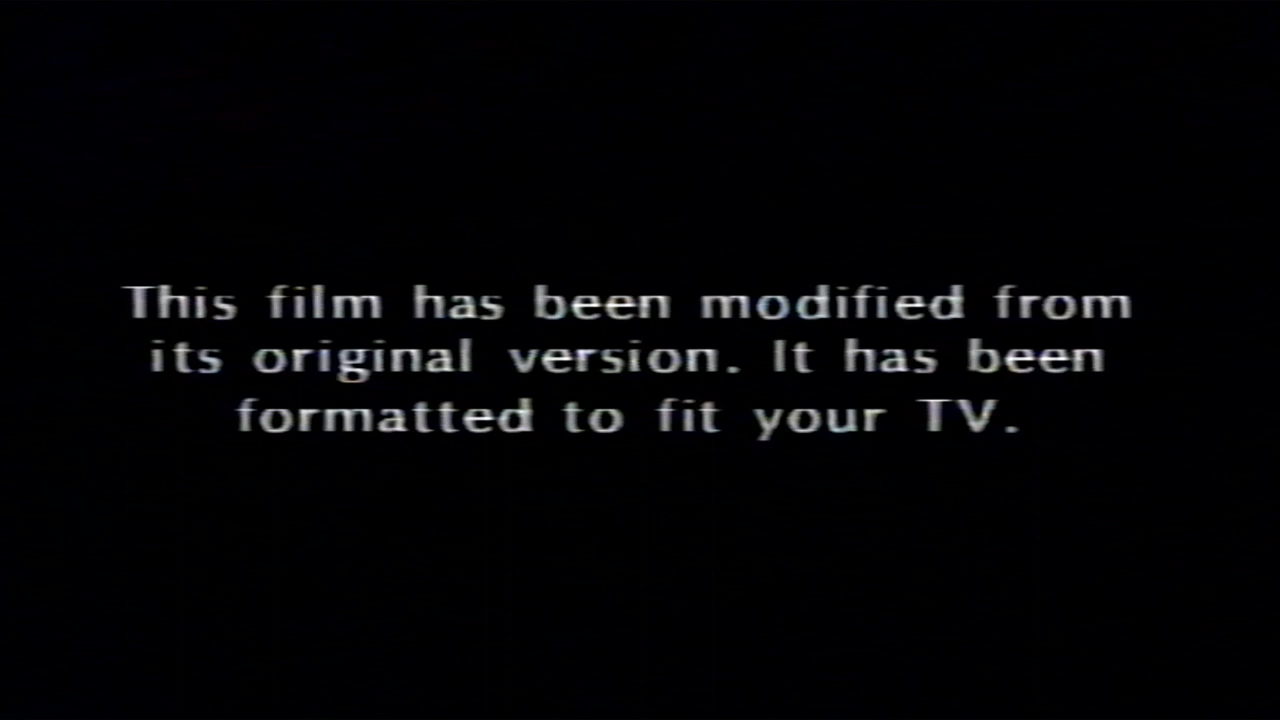 This film has been modified from
its original version. It has been
formatted to fit your TV.